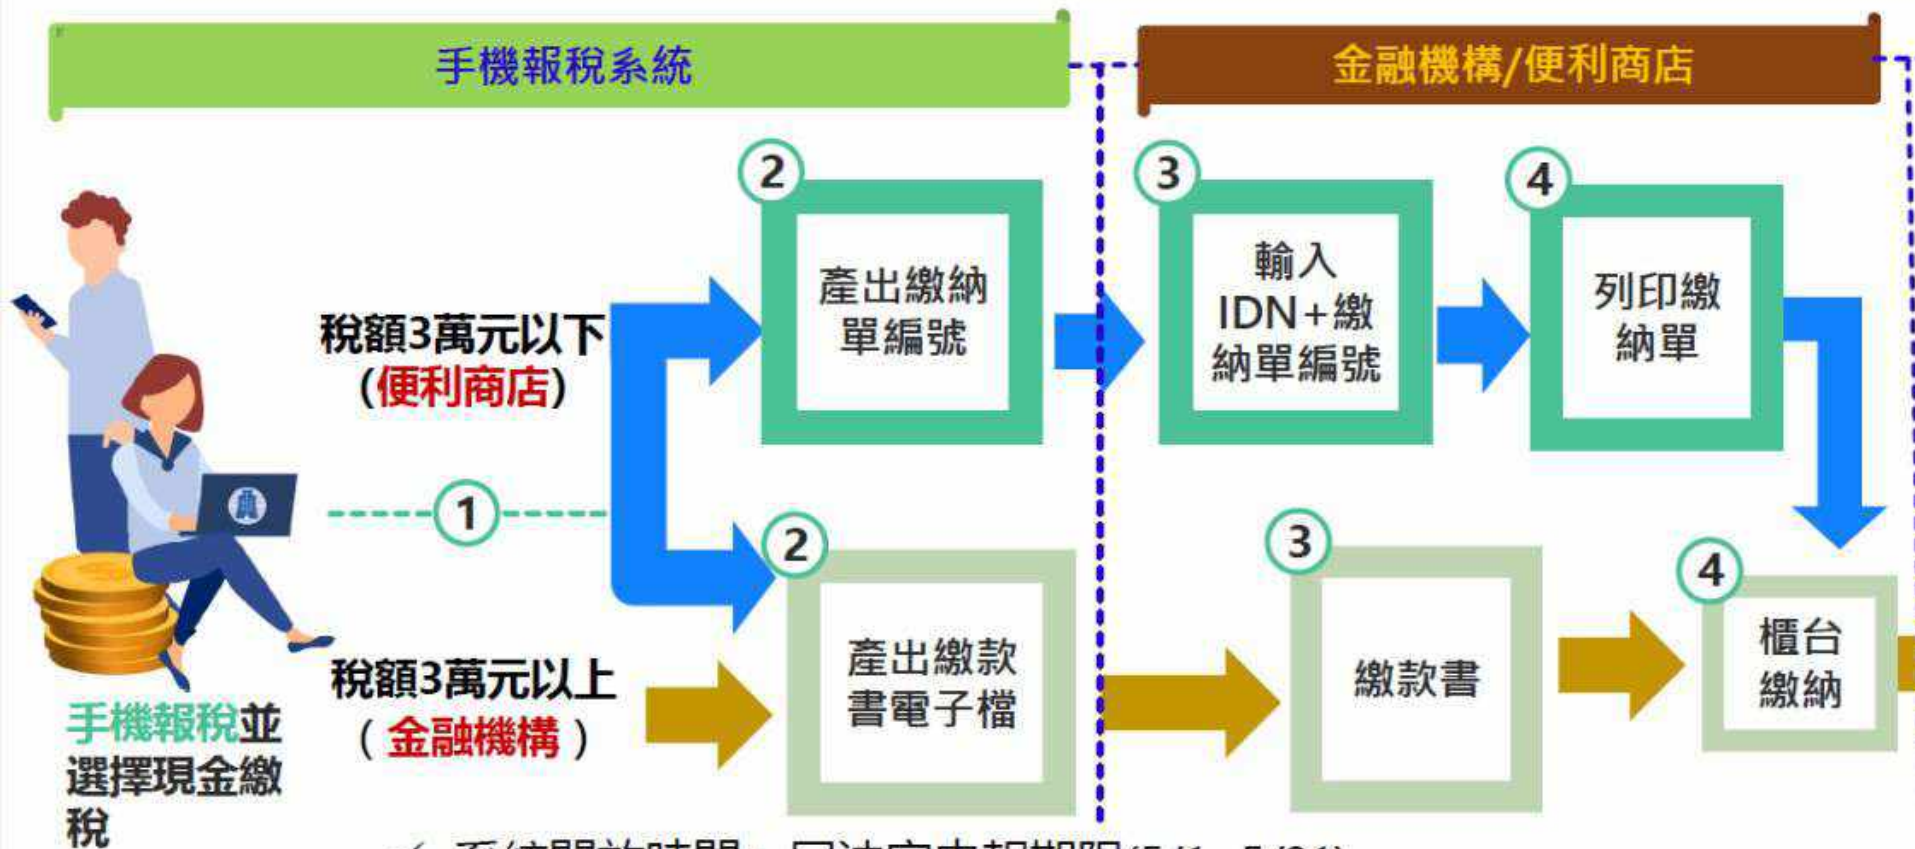 手機報稅系統
金融機構/便利商店
手機報稅並
選擇現金繳
稅
1
稅額3萬元以下
(便利商店)
2
產出繳納
單編號
3
輸入
IDN+繳
納單編號
4
列印繳
納單
稅額3萬元以上
( 金融機構 )
2
產出繳款
書電子檔
3
繳款書
4
櫃台
繳納